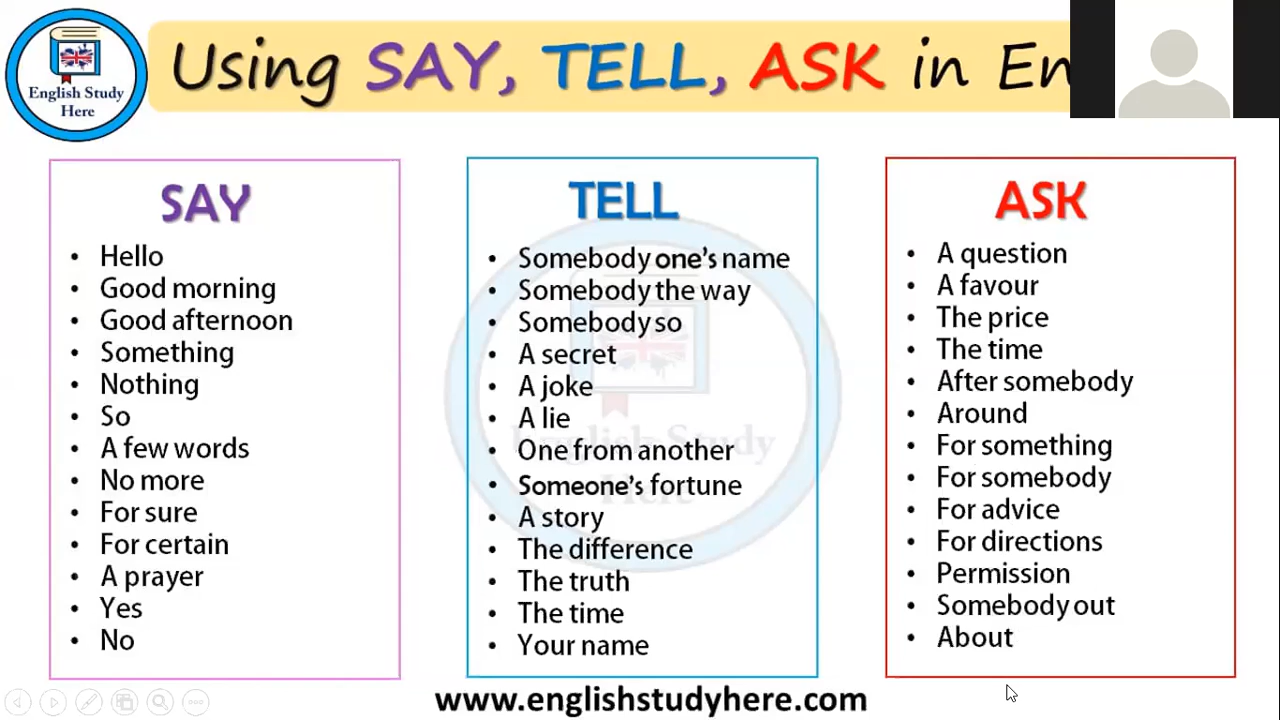 English Study
Here
Using SAY, TELL, ASK in En
SAY
• Hello
• Good morning
• Good afternoon
• Something
• Nothing
• So
• A few words
• No more
• For sure
• For certain
• A prayer
• Yes
• No
TELL
• Somebody one's name
• Somebody the way
• Somebody so
• A secret
• A joke
• A lie
• One from another
• Someone's fortune
• A story
• The difference
• The truth
• The time
• Your name
English Study
Here
ASK
• A question
• A favour
• The price
• The time
• After somebody
• Around
• For something
• For somebody
• For advice
• For directions
• Permission
• Somebody out
• About
www.englishstudyhere.com